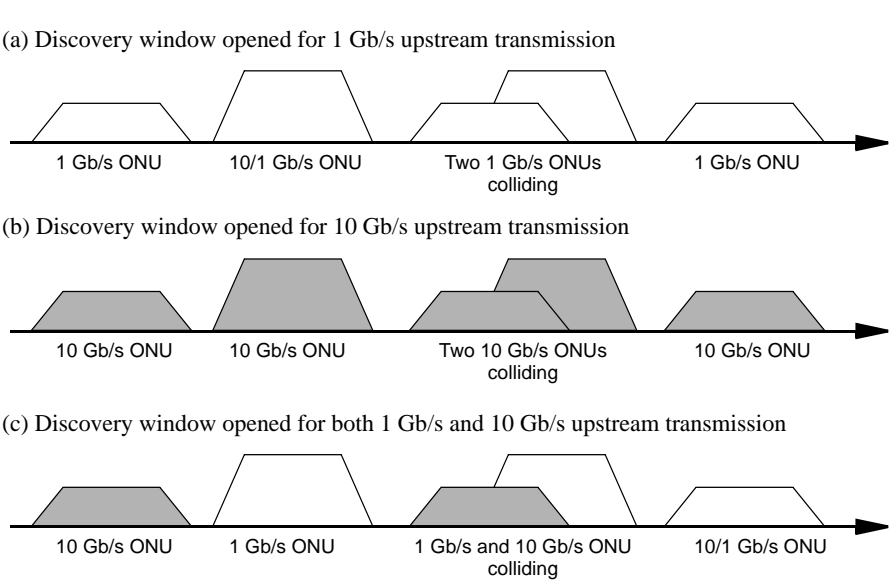 (a) Discovery window opened for 1 Gb/s upstream transmission
1 Gb/s ONU
10/1 Gb/s ONU
Two 1 Gb/s ONUs
colliding
1 Gb/s ONU
(b) Discovery window opened for 10 Gb/s upstream transmission
10 Gb/s ONU
10 Gb/s ONU
Two 10 Gb/s ONUs
colliding
10 Gb/s ONU
(c) Discovery window opened for both 1 Gb/s and 10 Gb/s upstream transmission
10 Gb/s ONU
1 Gb/s ONU
1 Gb/s and 10 Gb/s ONU
colliding
10/1 Gb/s ONU